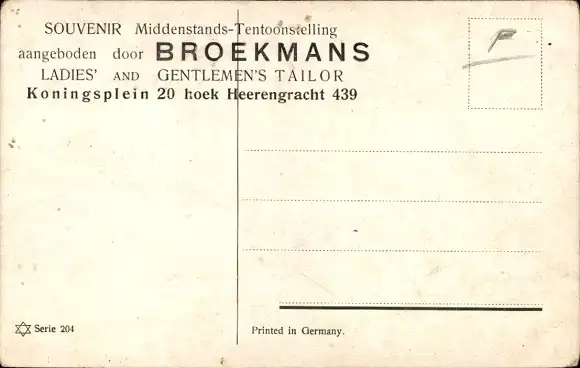 SOUVENIR Middenstands-Tentoonstelling
aangeboden door BROEKMANS
LADIES' AND GENTLEMEN'S TAILOR
Koningsplein 20 hoek Heerengracht 439
F
Serie 204
Printed in Germany.